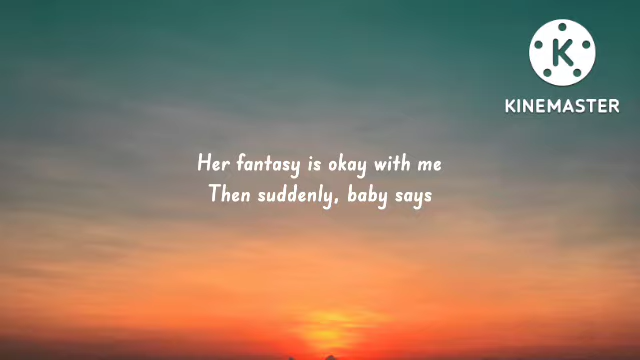 K
KINEMASTER
Her fantasy is okay with me
Then suddenly, baby says